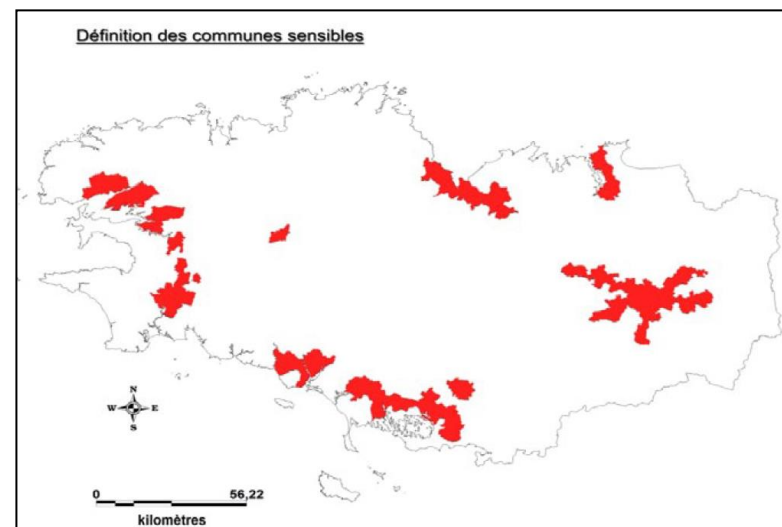 Définition des communes sensibles
N
W E
S
0 56,22
kilomètres